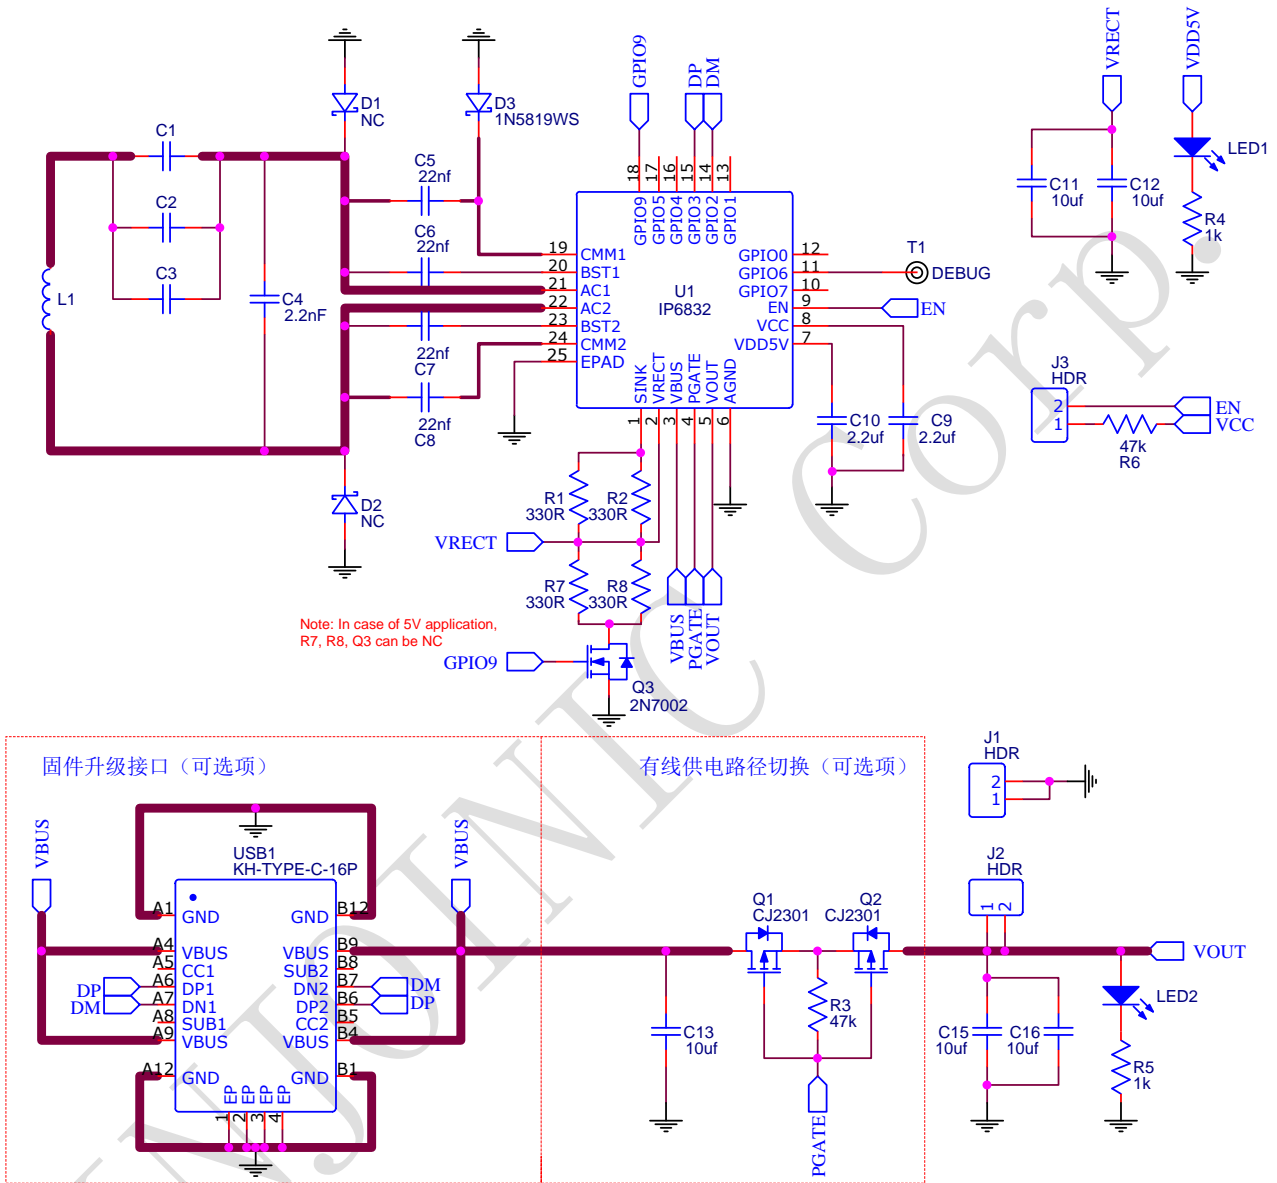 GPIO9
DP
DM
VRECT
VDD5V
D1
NC
D3
1N5819WS
C1
C2
C3
L1
C4
2.2nF
C5
22nf
C6
22nf
22nf
C7
22nf
C8
D2
NC
18
17
16
15
14
13
GPIO9
GPIO5
GPIO4
GPIO3
GPIO2
GPIO1
19 CMM1
20 BST1
21 AC1
22 AC2
23 BST2
24 CMM2
25 EPAD
U1
IP6832
GPIO0 12
GPIO6 11
GPIO7 10
EN 9
VCC 8
VDD5V 7
SINK
VRECT
VBUS
PGATE
VOUT
AGND
1
2
3
4
5
6
T1
DEBUG
EN
C10
2.2uf
C9
2.2uf
C11
10uf
C12
10uf
LED1
R4
1k
J3
HDR
2
1
EN
VCC
47k
R6
R1
330R
R2
330R
VRECT
R7
330R
R8
330R
VBUS
PGATE
VOUT
Note: In case of 5V application,
R7, R8, Q3 can be NC
GPIO9
Q3
2N7002
固件升级接口（可选项）
有线供电路径切换（可选项）
VBUS
VBUS
USB1
KH-TYPE-C-16P
A1 GND
A4 VBUS
A5 CC1
A6 DP1
A7 DN1
A8 SUB1
A9 VBUS
A12 GND
GND B12
VBUS B9
SUB2 B8
DN2 B7
DP2 B6
CC2 B5
VBUS B4
GND B1
DP
DM
DM
DP
EP
EP
EP
EP
1
2
3
4
C13
10uf
Q1
CJ2301
Q2
CJ2301
R3
47k
PGATE
J1
HDR
2
1
J2
HDR
1
2
VOUT
C15
10uf
C16
10uf
LED2
R5
1k
NJOINIC Corp.